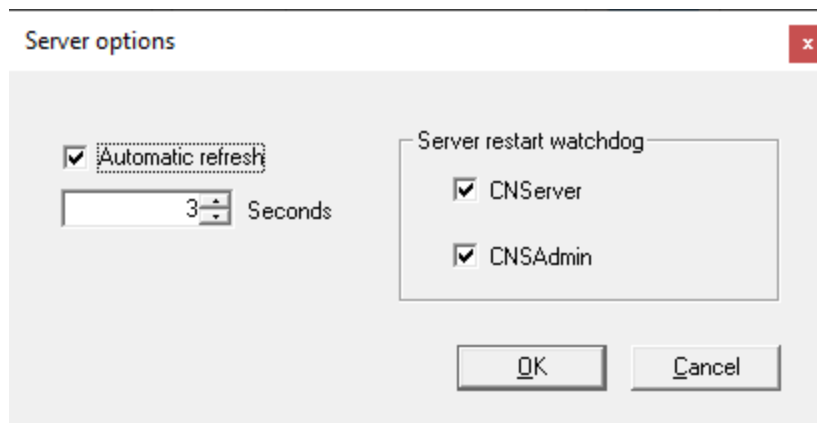 Server options
x
Automatic refresh
3 Seconds
Server restart watchdog
CNServer
CNSAdmin
OK
Cancel